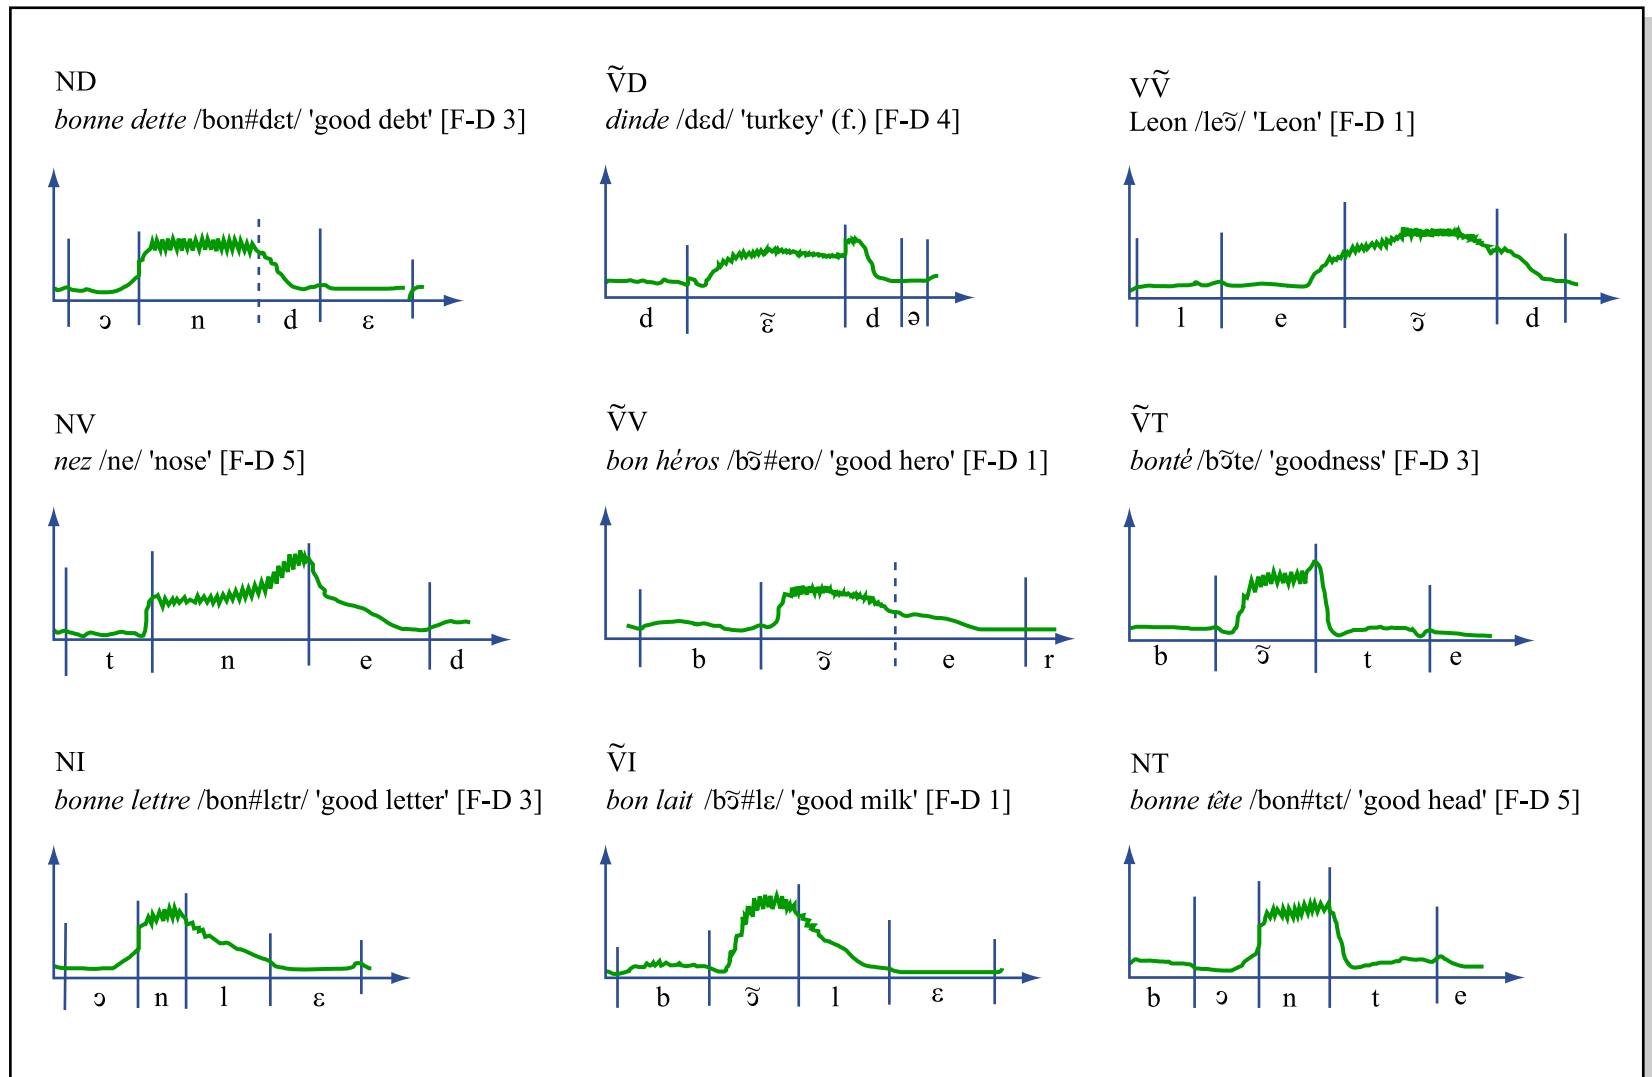 ND
bonne dette /bon#dɛt/ 'good debt' [F-D 3]
ɔ n d ɛ
ṼD
dinde /dɛd/ 'turkey' (f.) [F-D 4]
d ɛ̃ d ə
VṼ
Leon /leɔ̃/ 'Leon' [F-D 1]
l e ɔ̃ d
NV
nez /ne/ 'nose' [F-D 5]
t n e d
ṼV
bon héros /bɔ̃#ero/ 'good hero' [F-D 1]
b ɔ̃ e r
ṼT
bonté /bɔ̃te/ 'goodness' [F-D 3]
b ɔ̃ t e
NI
bonne lettre /bon#lɛtr/ 'good letter' [F-D 3]
ɔ n l ɛ
ṼI
bon lait /bɔ̃#lɛ/ 'good milk' [F-D 1]
b ɔ̃ l ɛ
NT
bonne tête /bon#tɛt/ 'good head' [F-D 5]
b ɔ n t e